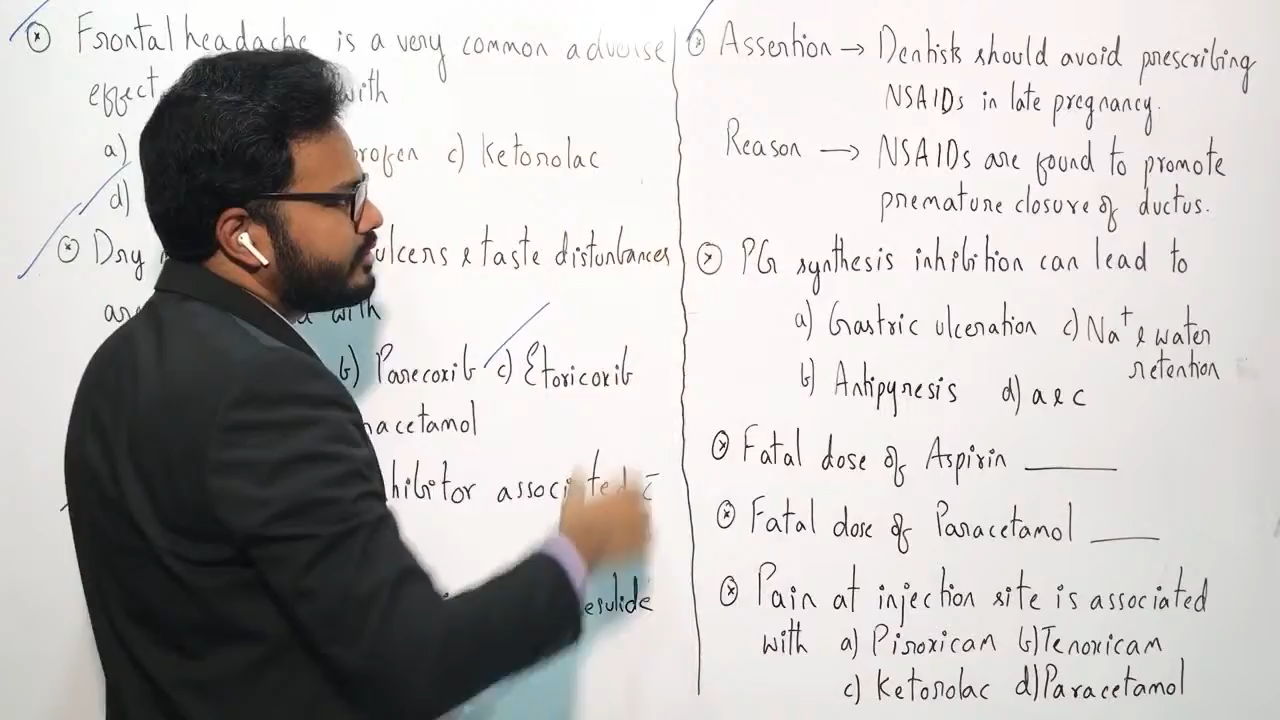 Frontal headache is a very common adverse
effect with
a) c) Ketorolac
d)
Dry ulcers & taste disturbances
with
b) Parecoxib c) Etoricoxib
associated c̄
Assertion → Dentists should avoid prescribing
NSAIDs in late pregnancy.
Reason → NSAIDs are found to promote
premature closure of ductus.
PG synthesis inhibition can lead to
a) Gastric ulceration c) Na⁺ & water
retention
b) Antipyresis d) a & c
Fatal dose of Aspirin ______
Fatal dose of Paracetamol ______
Pain at injection site is associated
with a) Piroxicam b) Tenoxicam
c) Ketorolac d) Paracetamol